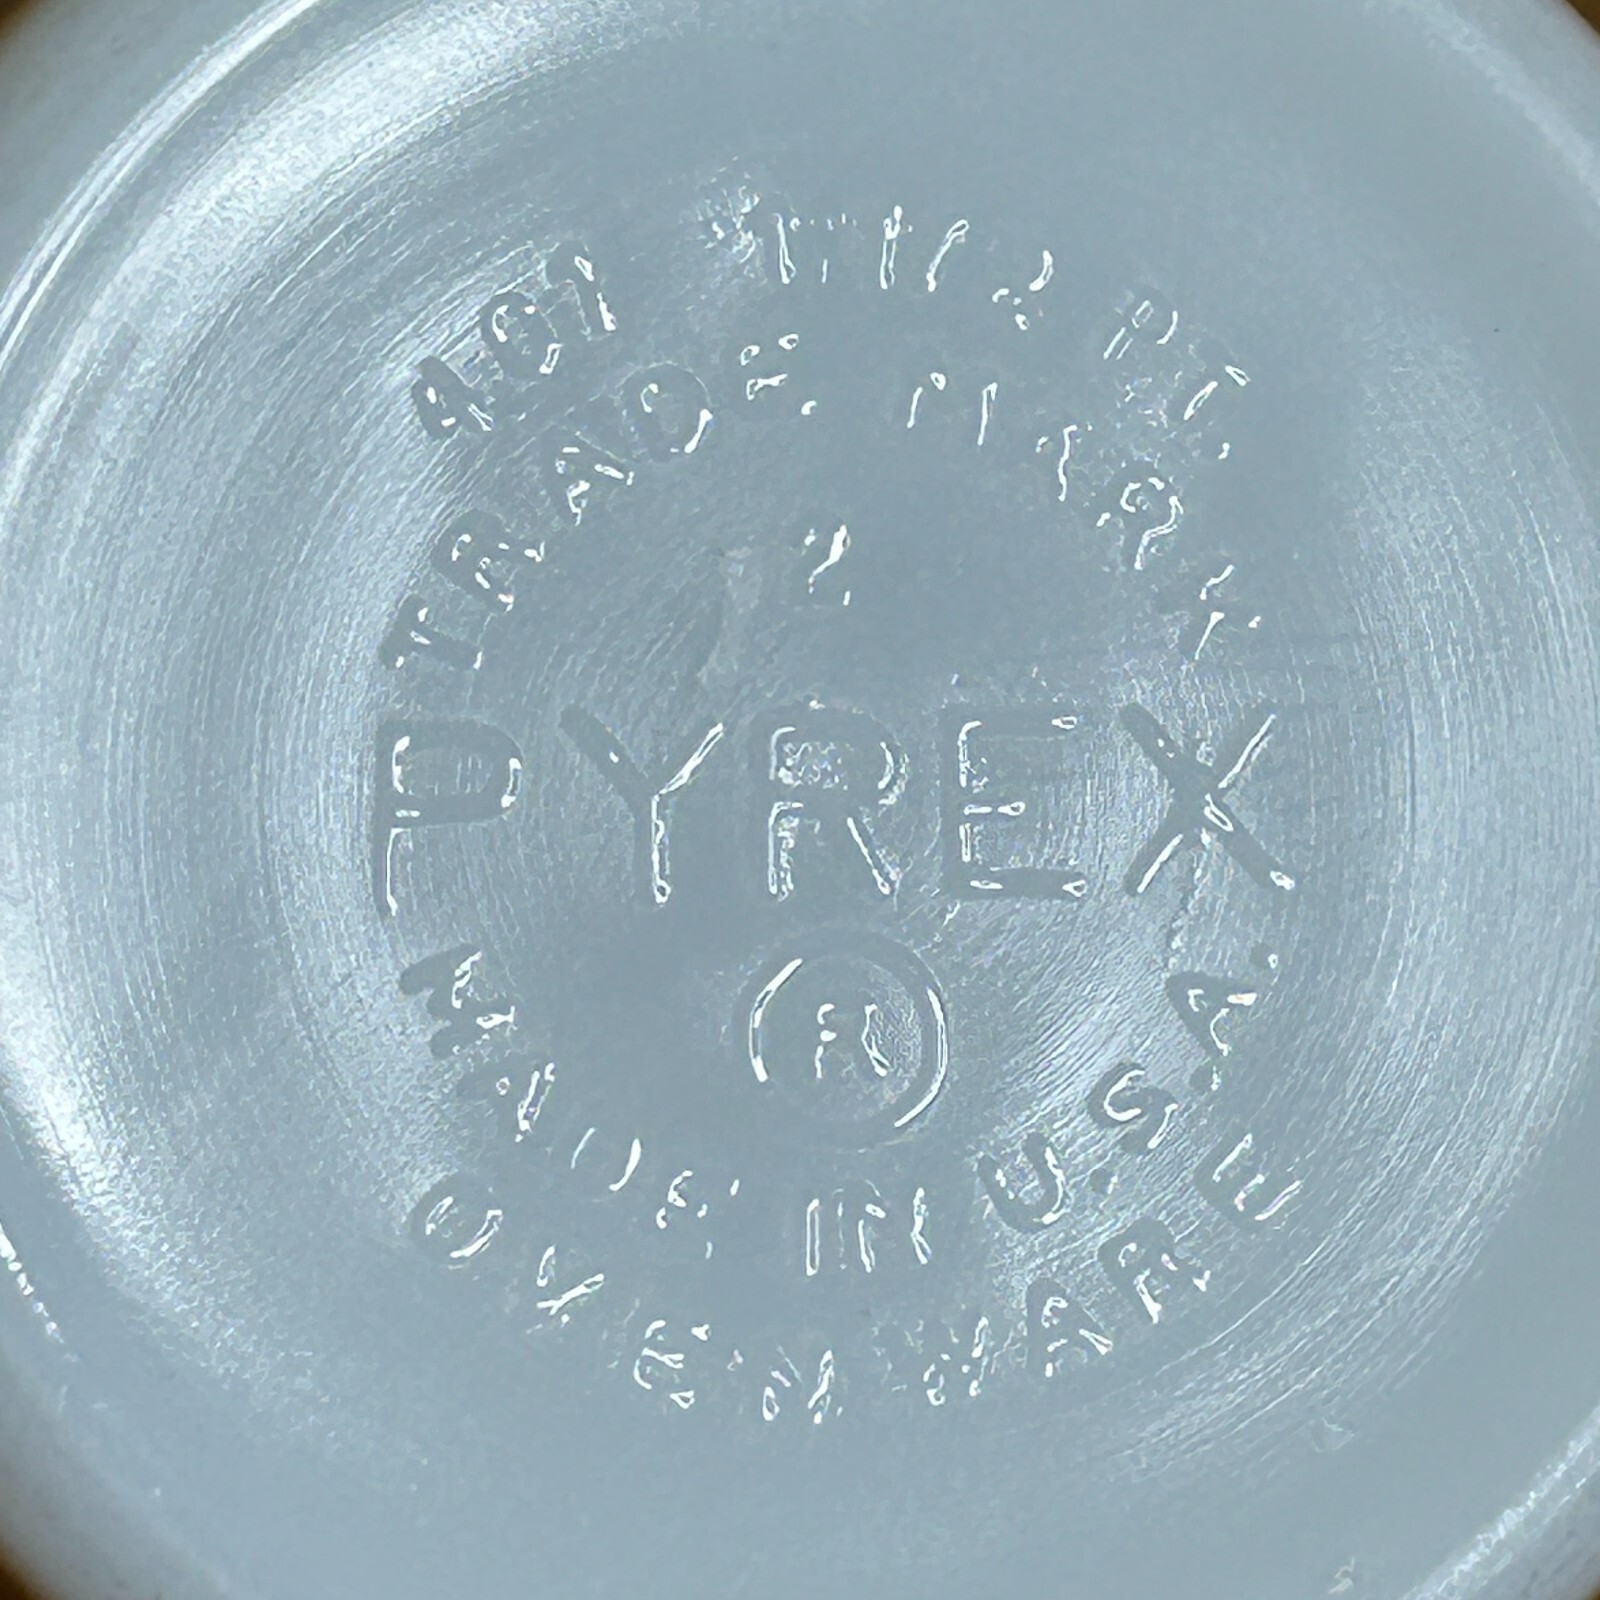 401 1 1/2 PT.
TRADE MARK
2
PYREX
®
MADE IN U.S.A.
OVEN WARE